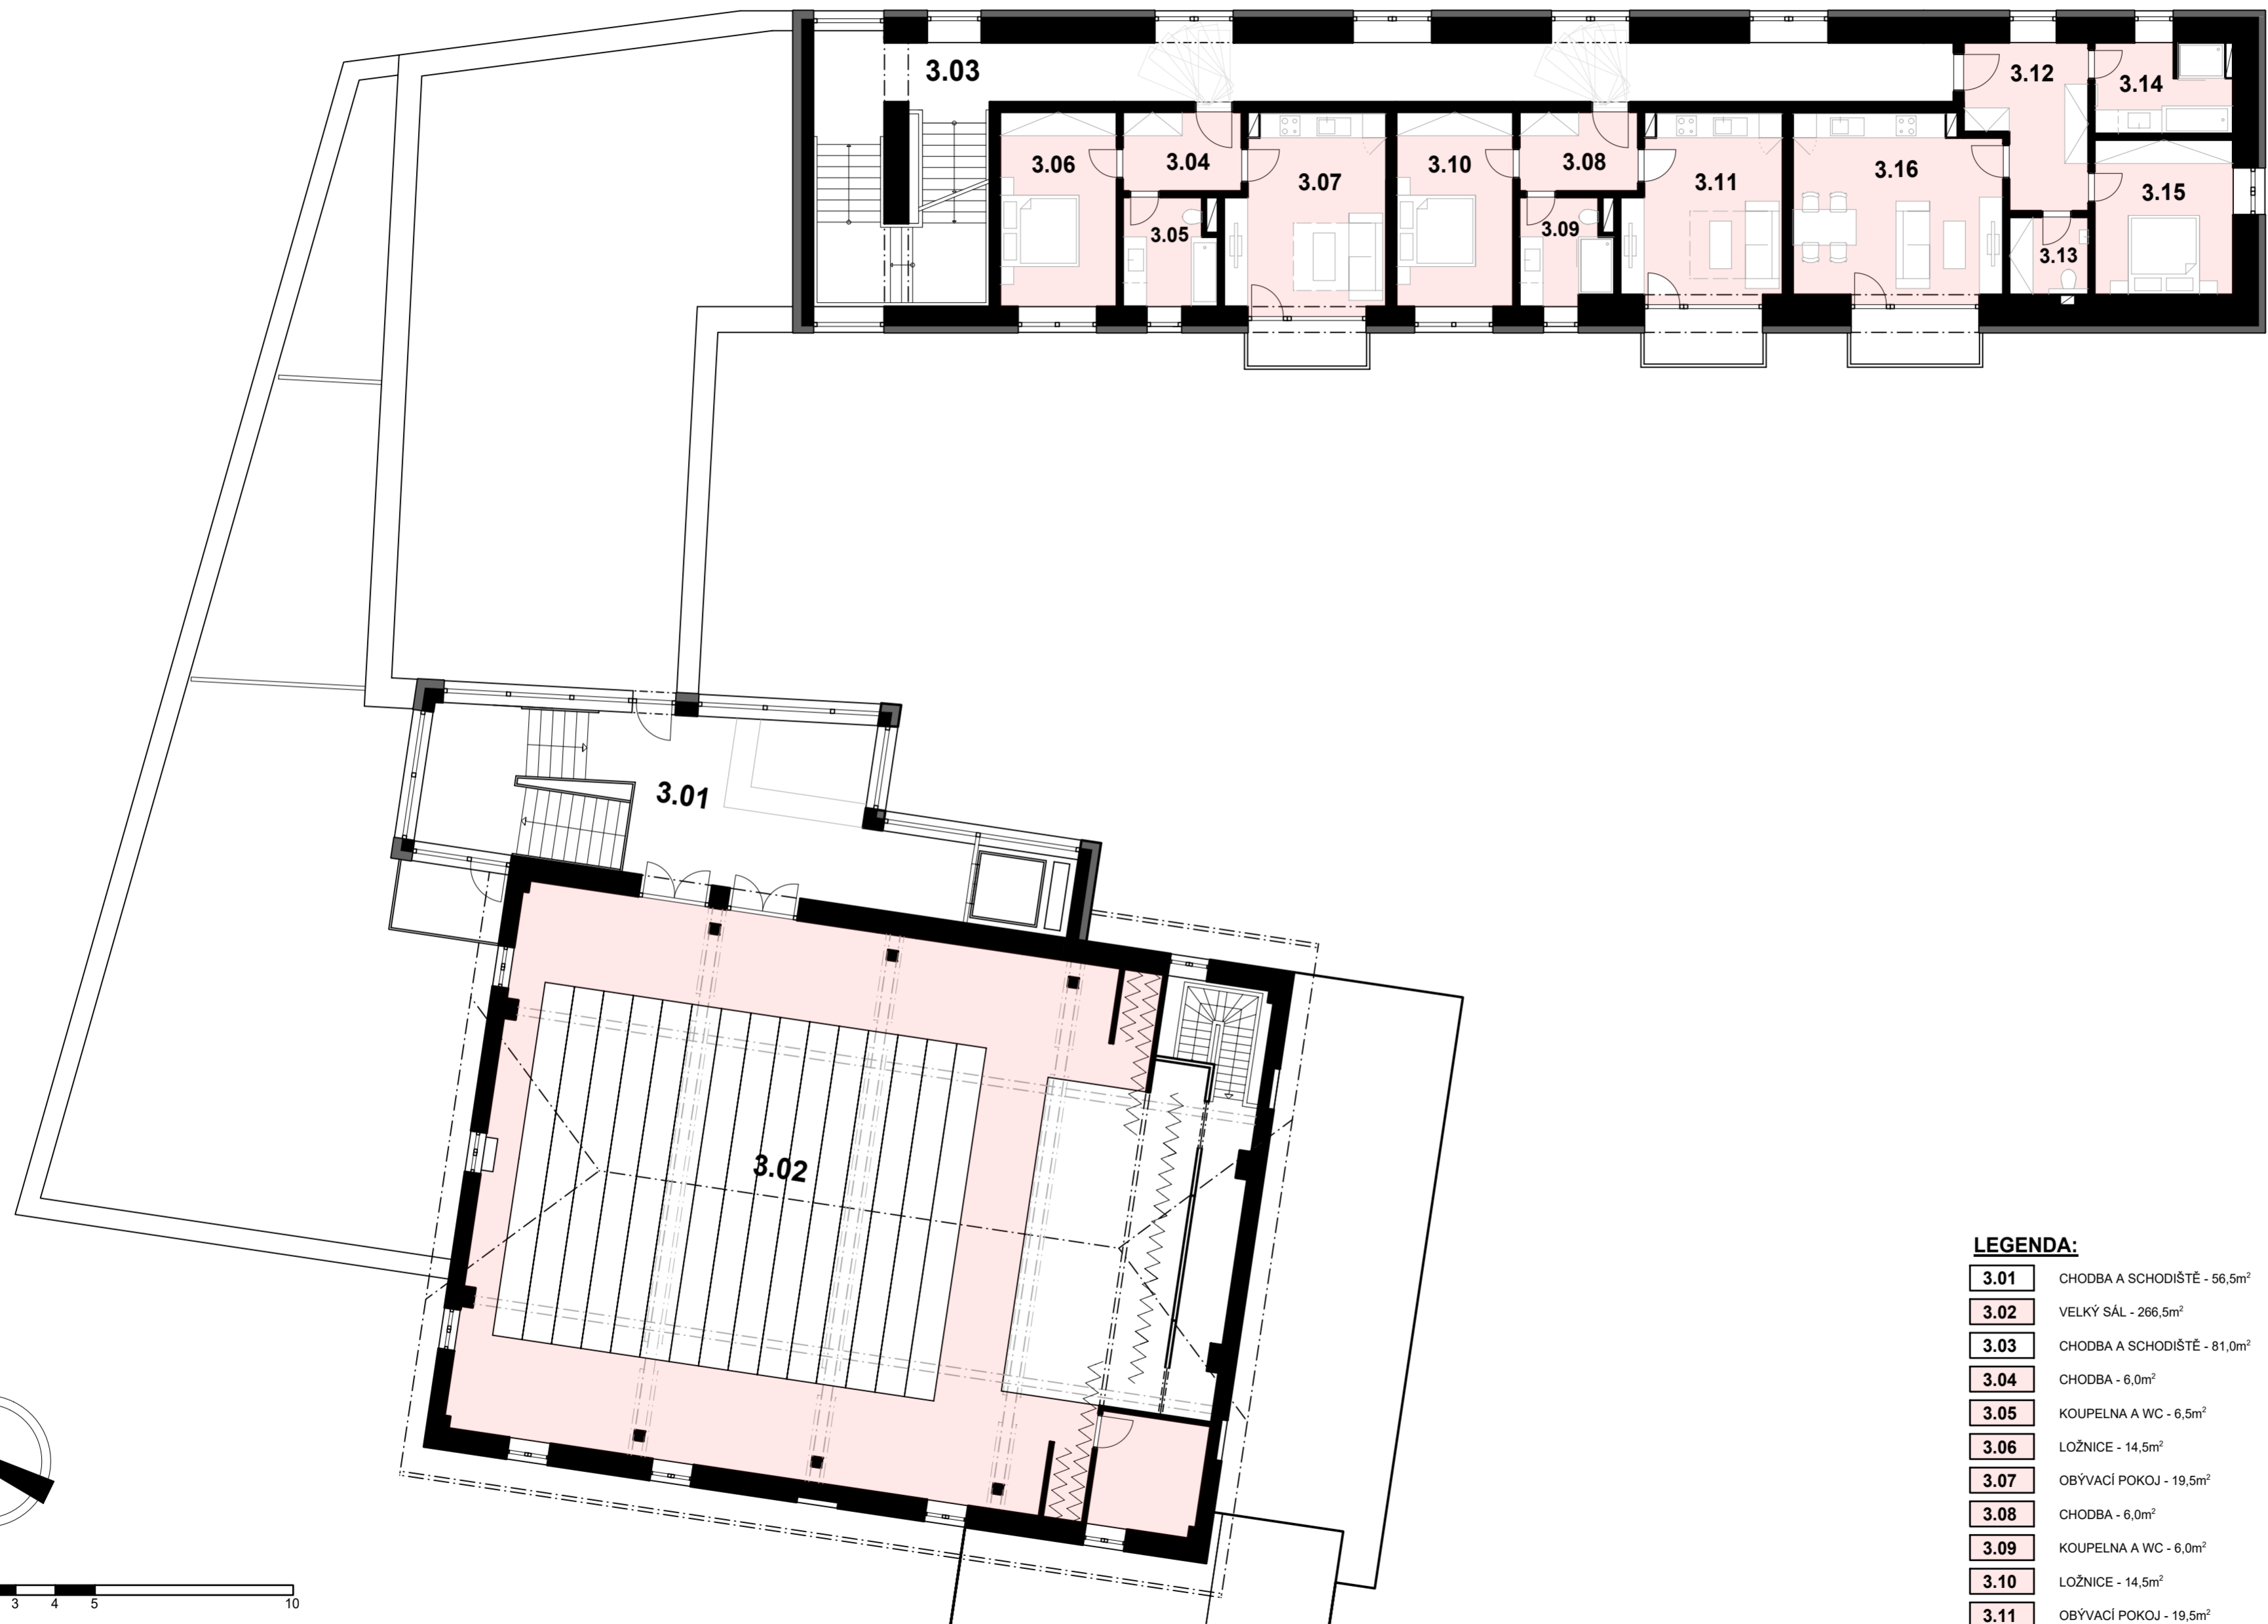 3.03
3.12
3.14
3.06
3.04
3.07
3.10
3.08
3.11
3.16
3.15
3.05
3.09
3.13
3.01
3.02
LEGENDA:
3.01 CHODBA A SCHODIŠTĚ - 56,5m²
3.02 VELKÝ SÁL - 266,5m²
3.03 CHODBA A SCHODIŠTĚ - 81,0m²
3.04 CHODBA - 6,0m²
3.05 KOUPELNA A WC - 6,5m²
3.06 LOŽNICE - 14,5m²
3.07 OBÝVACÍ POKOJ - 19,5m²
3.08 CHODBA - 6,0m²
3.09 KOUPELNA A WC - 6,0m²
3.10 LOŽNICE - 14,5m²
3.11 OBÝVACÍ POKOJ - 19,5m²
3 4 5 10